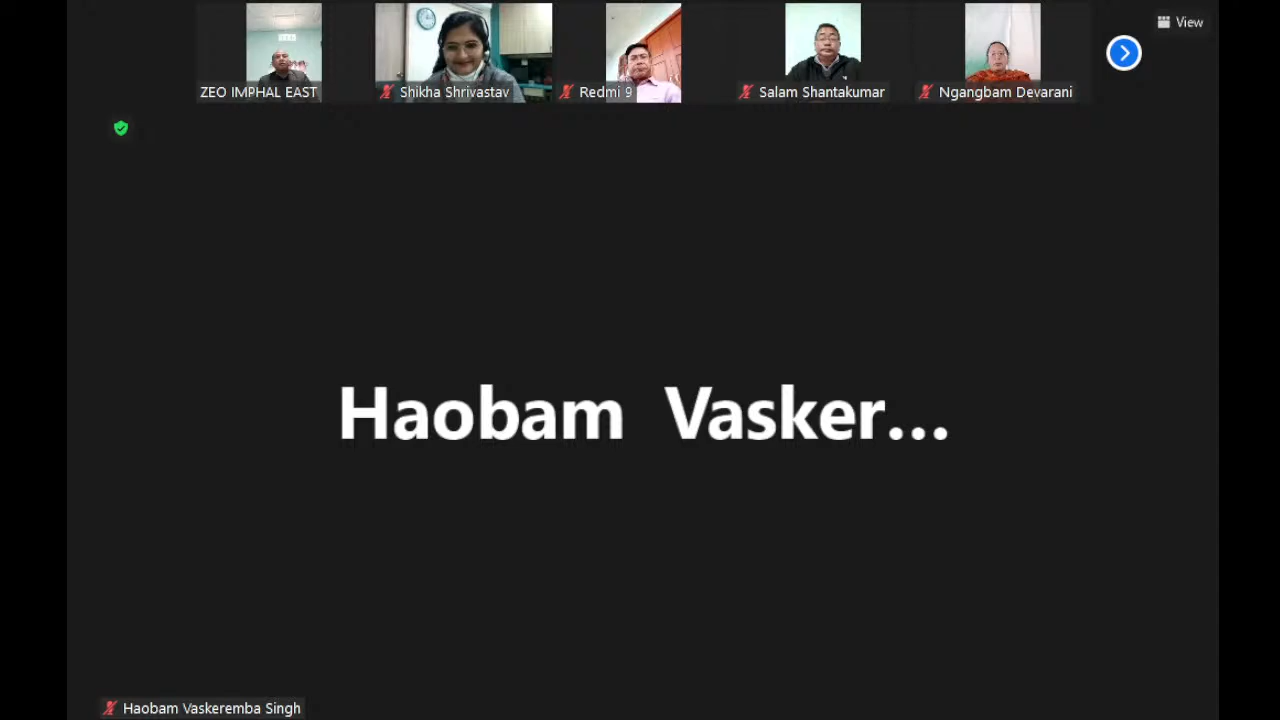 View
ZEO IMPHAL EAST
Shikha Shrivastav
Redmi 9
Salam Shantakumar
Ngangbam Devarani
Haobam Vasker...
Haobam Vaskeremba Singh